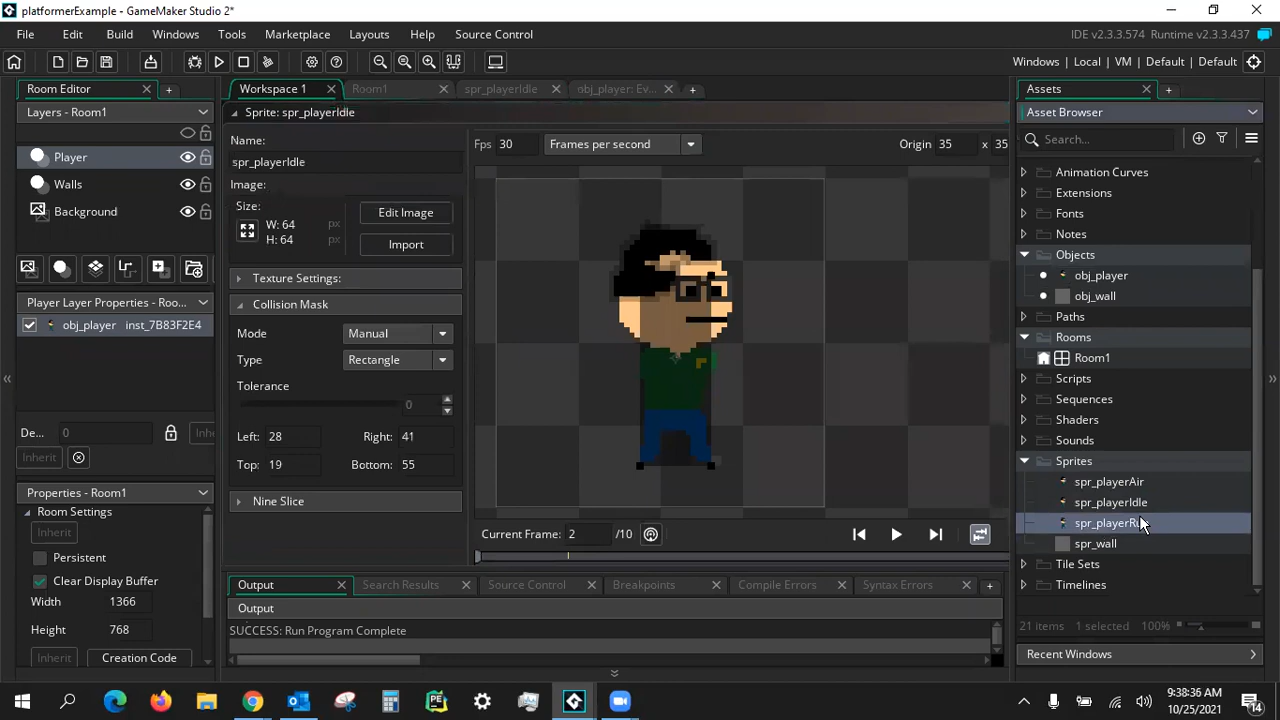 platformerExample - GameMaker Studio 2*
File Edit Build Windows Tools Marketplace Layouts Help Source Control
IDE v2.3.3.574 Runtime v2.3.3.437
Windows | Local | VM | Default | Default
Room Editor
Workspace 1
Room1
spr_playerIdle
obj_player: Ev...
Assets
Layers - Room1
Sprite: spr_playerIdle
Asset Browser
Name:
spr_playerIdle
Fps 30 Frames per second Origin 35 x 35
Search...
Player
Walls
Background
Image:
Size:
W: 64 px
H: 64 px
Edit Image
Import
Texture Settings:
Collision Mask
Mode Manual
Type Rectangle
Tolerance
0
Left: 28 Right: 41
Top: 19 Bottom: 55
Nine Slice
Player Layer Properties - Roo...
obj_player inst_7B83F2E4
De... 0 Inhe
Inherit
Properties - Room1
Room Settings
Inherit
Persistent
Clear Display Buffer
Width 1366
Height 768
Inherit Creation Code
Current Frame: 2 /10
Output Search Results Source Control Breakpoints Compile Errors Syntax Errors
Output
SUCCESS: Run Program Complete
Animation Curves
Extensions
Fonts
Notes
Objects
obj_player
obj_wall
Paths
Rooms
Room1
Scripts
Sequences
Shaders
Sounds
Sprites
spr_playerAir
spr_playerIdle
spr_playerRu
spr_wall
Tile Sets
Timelines
21 items 1 selected 100%
Recent Windows
PE
9:38:36 AM
10/25/2021
14